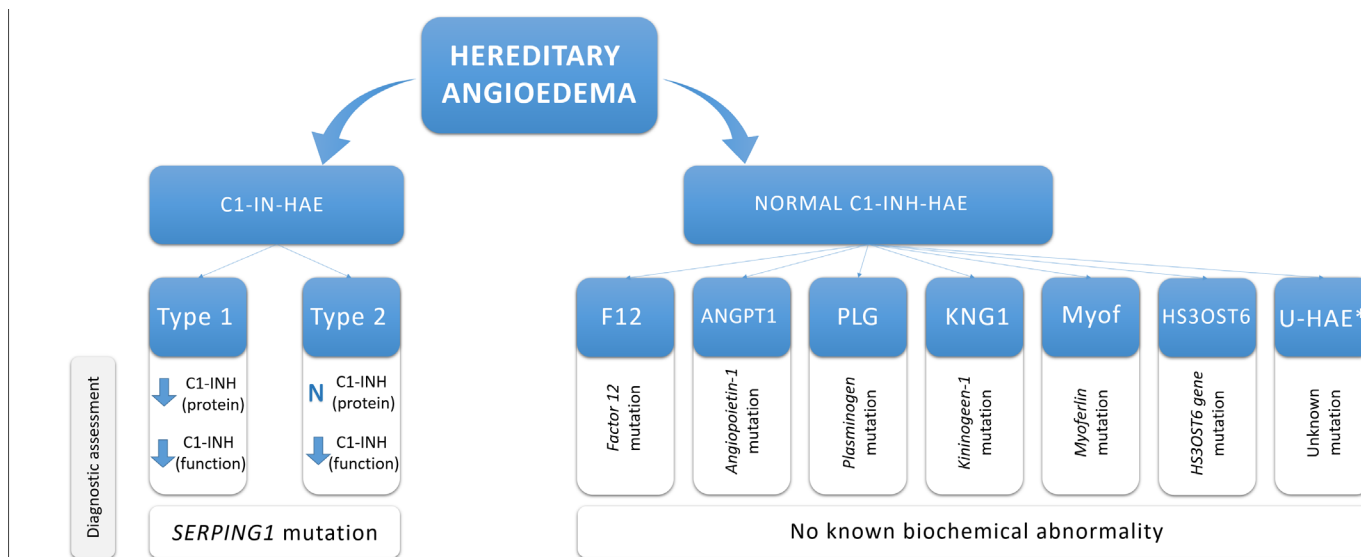 HEREDITARY
ANGIOEDEMA
C1-IN-HAE
NORMAL C1-INH-HAE
Type 1
Type 2
F12
ANGPT1
PLG
KNG1
Myof
HS3OST6
U-HAE*
Diagnostic assessment
C1-INH
(protein)
C1-INH
(function)
N C1-INH
(protein)
C1-INH
(function)
Factor 12
mutation
Angiopoietin-1
mutation
Plasminogen
mutation
Kininogeen-1
mutation
Myoferlin
mutation
HS3OST6 gene
mutation
Unknown
mutation
SERPING1 mutation
No known biochemical abnormality